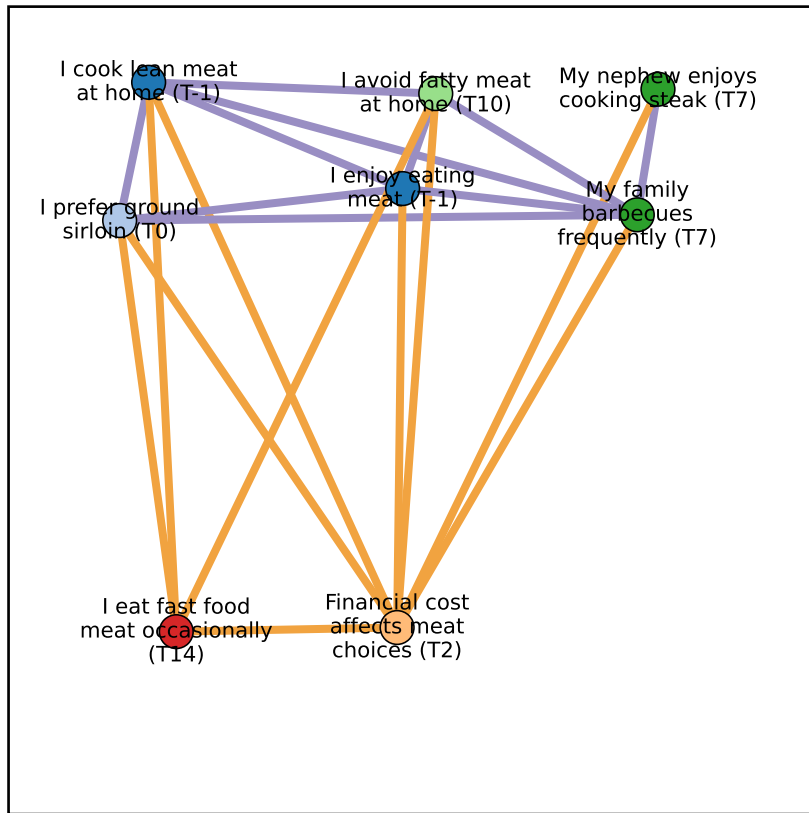 I cook lean meat
at home (T-1)
I avoid fatty meat
at home (T10)
My nephew enjoys
cooking steak (T7)
I enjoy eating
meat (T-1)
My family
barbecues
frequently (T7)
I prefer ground
sirloin (T0)
I eat fast food
meat occasionally
(T14)
Financial cost
affects meat
choices (T2)